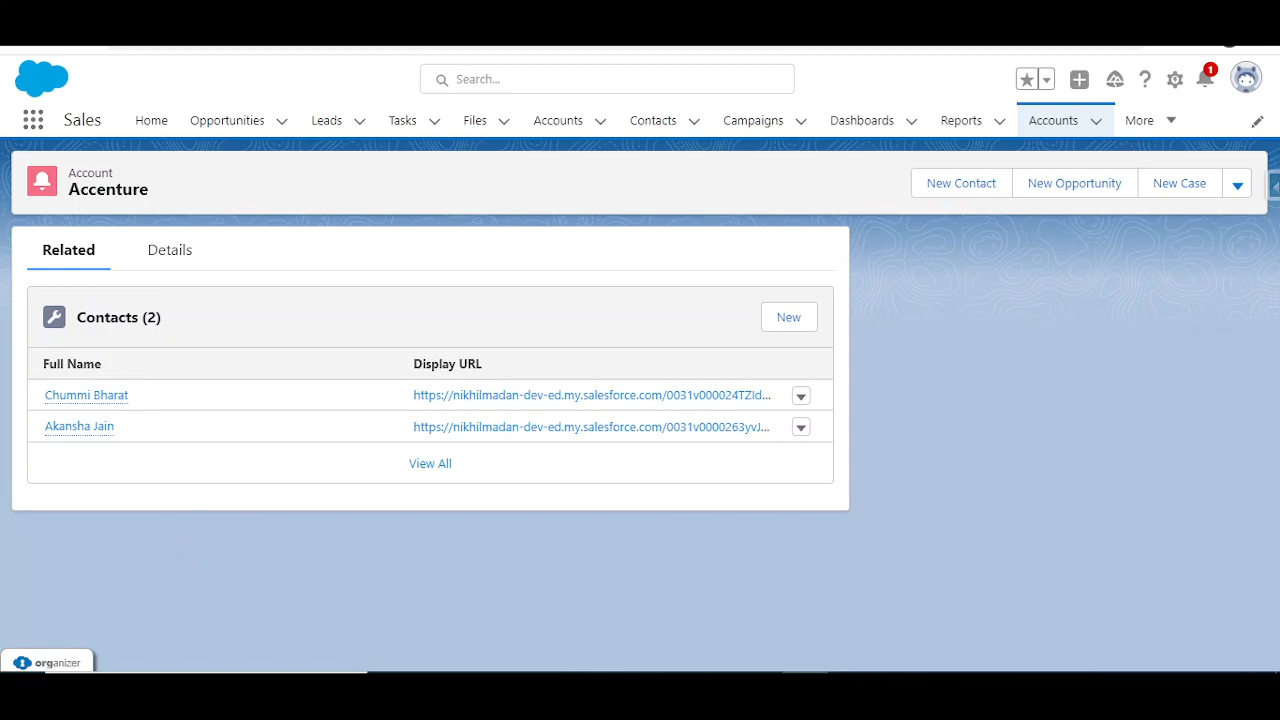 Search...
1
Sales
Home
Opportunities
Leads
Tasks
Files
Accounts
Contacts
Campaigns
Dashboards
Reports
Accounts
More
Account
Accenture
New Contact
New Opportunity
New Case
Related
Details
Contacts (2)
New
Full Name
Display URL
Chummi Bharat
https://nikhilmadan-dev-ed.my.salesforce.com/0031v000024TZId...
Akansha Jain
https://nikhilmadan-dev-ed.my.salesforce.com/0031v0000263yvJ...
View All
organizer